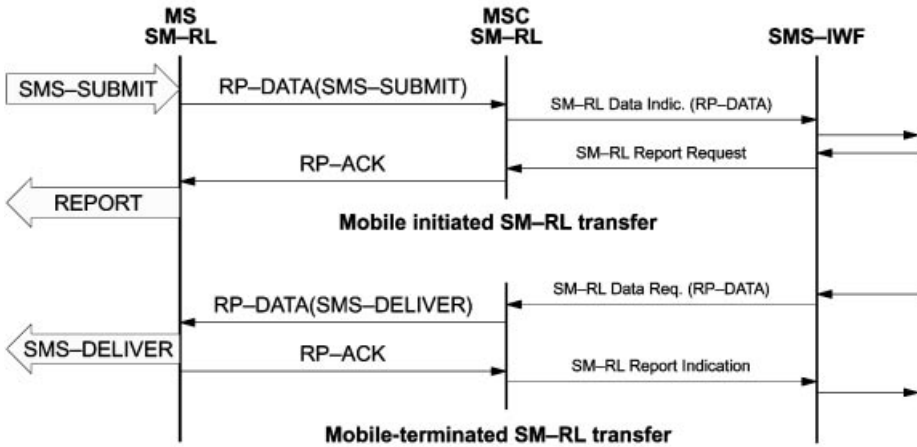 MS
SM–RL
MSC
SM–RL
SMS–IWF
SMS–SUBMIT
RP–DATA(SMS–SUBMIT)
SM–RL Data Indic. (RP–DATA)
SM–RL Report Request
RP–ACK
REPORT
Mobile initiated SM–RL transfer
SM–RL Data Req. (RP–DATA)
RP–DATA(SMS–DELIVER)
SMS–DELIVER
RP–ACK
SM–RL Report Indication
Mobile-terminated SM–RL transfer